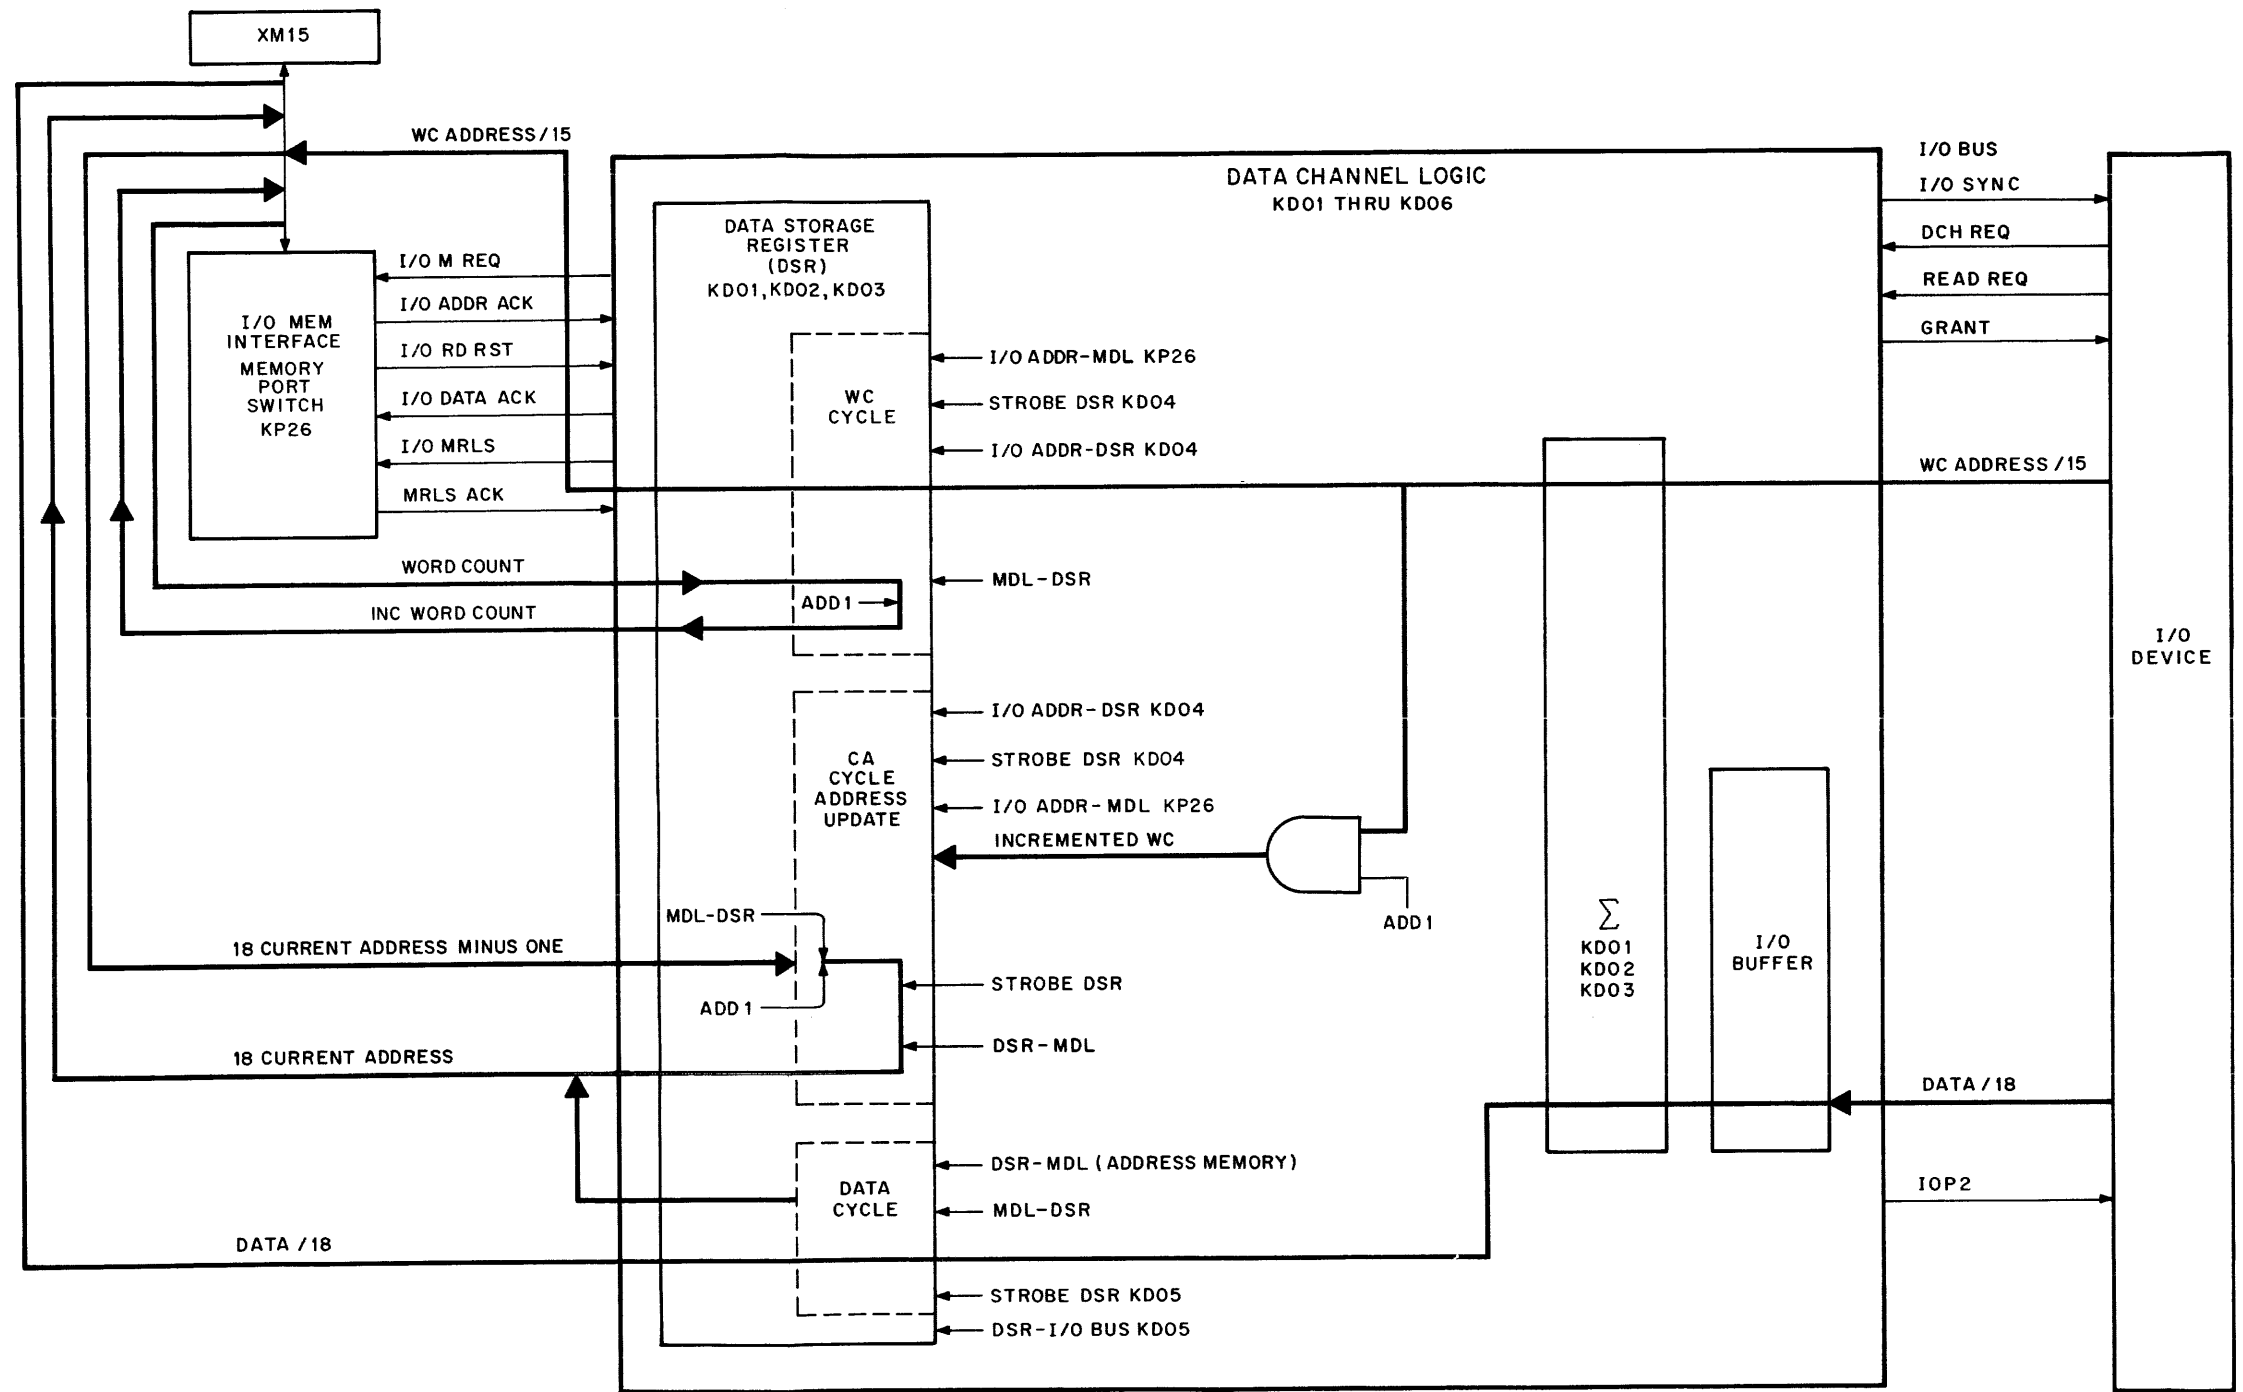 XM15
WC ADDRESS/15
DATA CHANNEL LOGIC
KD01 THRU KD06
I/O BUS
I/O SYNC
DCH REQ
READ REQ
GRANT
DATA STORAGE
REGISTER
(DSR)
KD01, KD02, KD03
I/O M REQ
I/O ADDR ACK
I/O RD RST
I/O DATA ACK
I/O MRLS
MRLS ACK
I/O MEM
INTERFACE
MEMORY
PORT
SWITCH
KP26
WC
CYCLE
I/O ADDR-MDL KP26
STROBE DSR KD04
I/O ADDR-DSR KD04
WC ADDRESS /15
WORD COUNT
INC WORD COUNT
ADD 1
MDL-DSR
I/O
DEVICE
CA
CYCLE
ADDRESS
UPDATE
I/O ADDR-DSR KD04
STROBE DSR KD04
I/O ADDR-MDL KP26
INCREMENTED WC
ADD 1
MDL-DSR
18 CURRENT ADDRESS MINUS ONE
ADD 1
STROBE DSR
DSR-MDL
18 CURRENT ADDRESS
Σ
KD01
KD02
KD03
I/O
BUFFER
DATA /18
DATA
CYCLE
DSR-MDL (ADDRESS MEMORY)
MDL-DSR
IOP2
DATA /18
STROBE DSR KD05
DSR-I/O BUS KD05